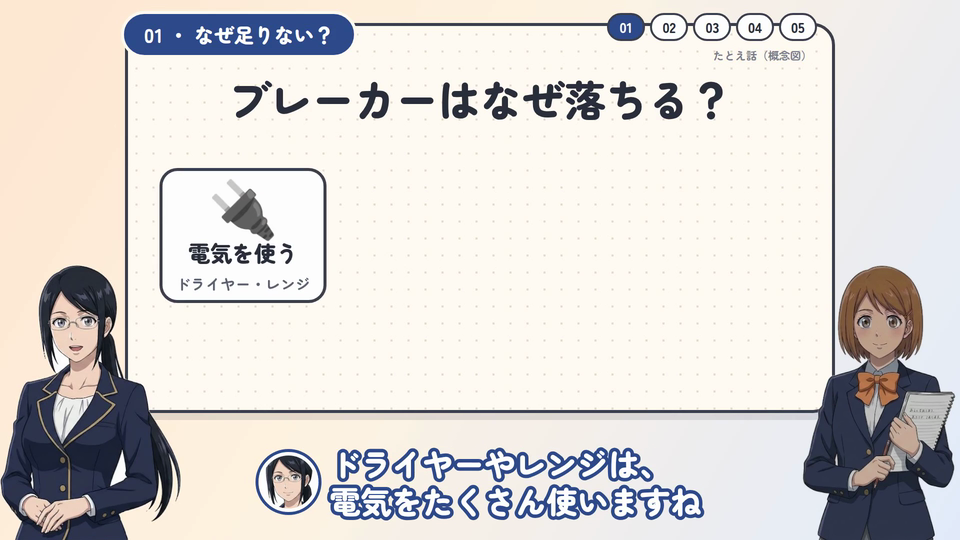 01 ・ なぜ足りない？
01 02 03 04 05
たとえ話（概念図）
ブレーカーはなぜ落ちる？
電気を使う
ドライヤー・レンジ
ドライヤーやレンジは、
電気をたくさん使いますね